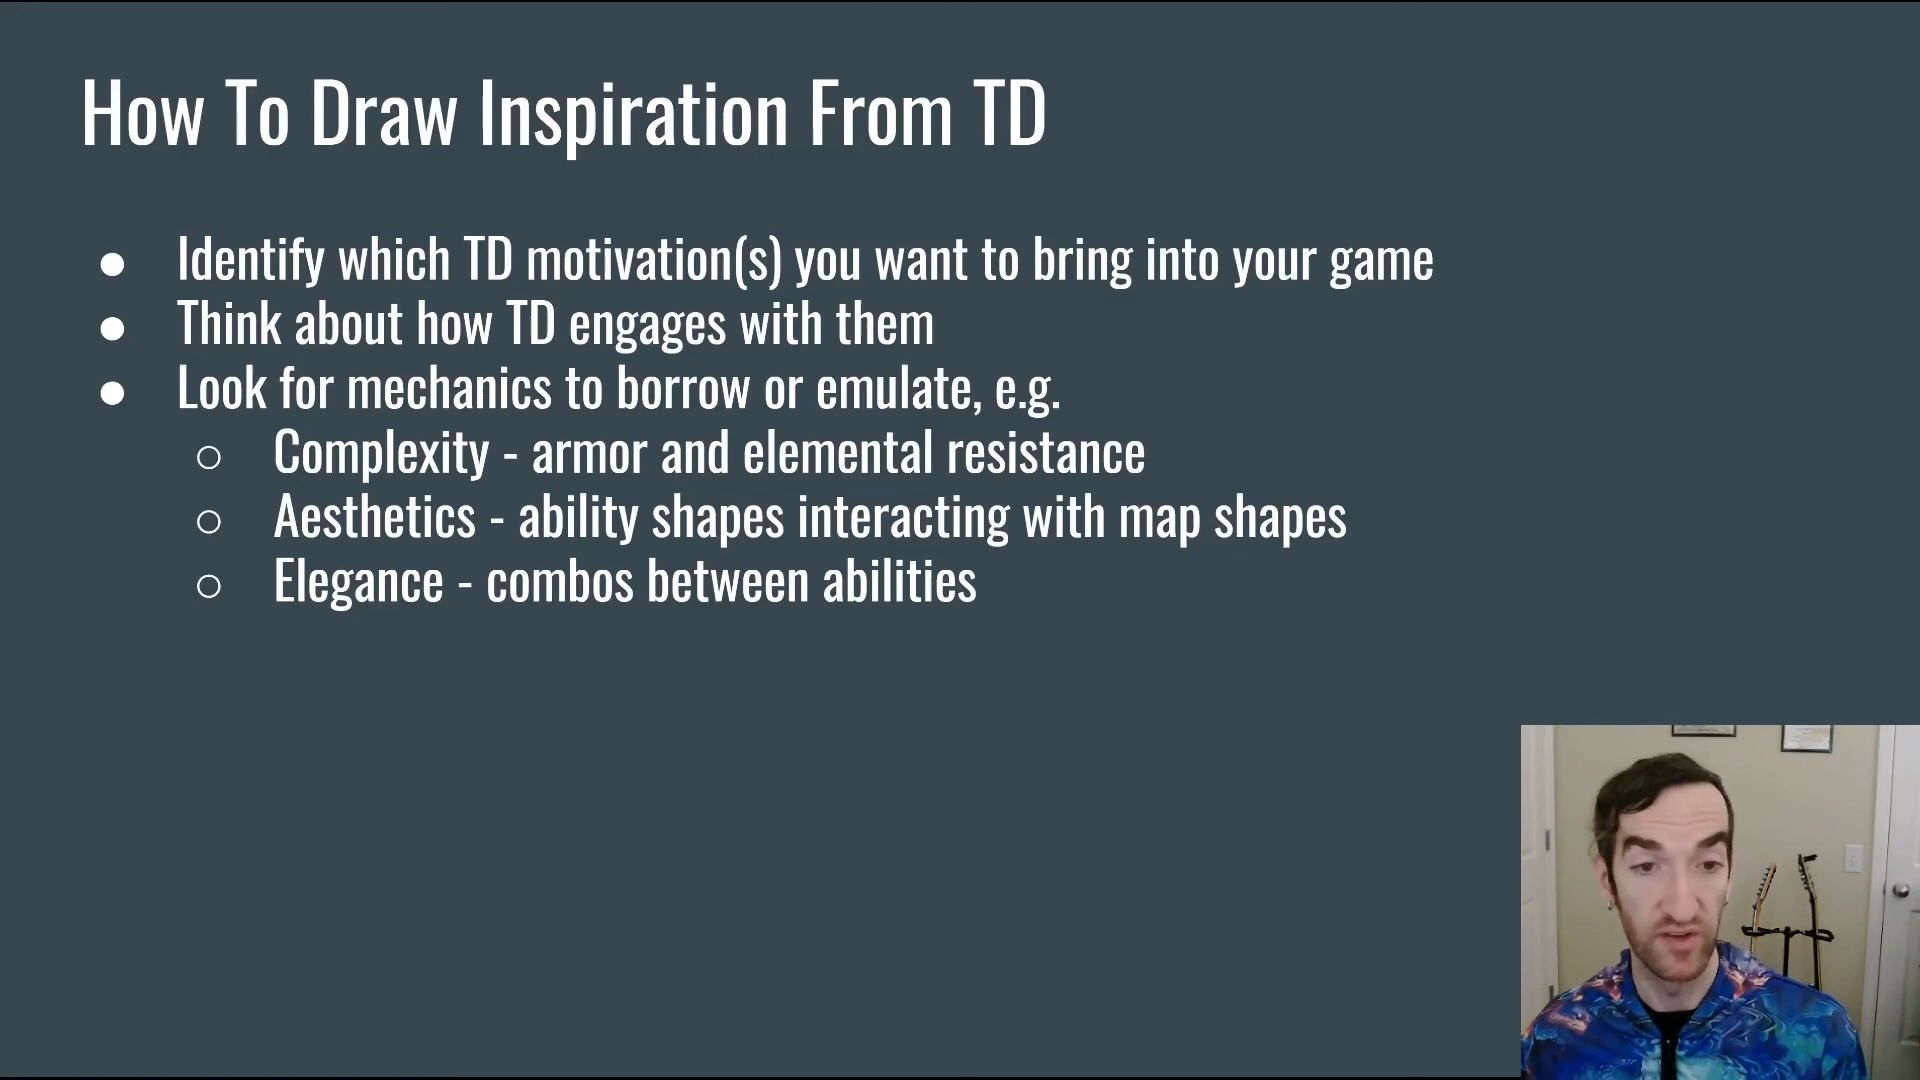 How To Draw Inspiration From TD
● Identify which TD motivation(s) you want to bring into your game
● Think about how TD engages with them
● Look for mechanics to borrow or emulate, e.g.
○ Complexity - armor and elemental resistance
○ Aesthetics - ability shapes interacting with map shapes
○ Elegance - combos between abilities